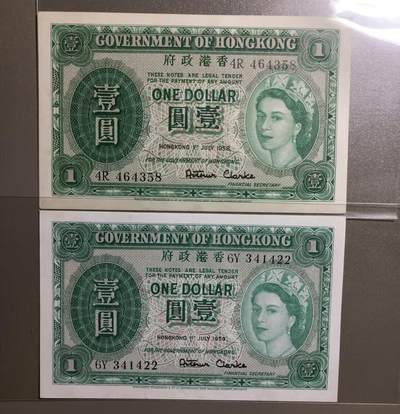 GOVERNMENT OF HONGKONG
1
府政港香
4R 464358
THESE NOTES ARE LEGAL TENDER
FOR THE PAYMENT OF ANY AMOUNT
壹
圓
ONE DOLLAR
圓壹
HONGKONG 1ST JULY 1958.
FOR THE GOVERNMENT OF HONGKONG.
1
4R 464358
Arthur Clarke
FINANCIAL SECRETARY
GOVERNMENT OF HONGKONG
1
府政港香
6Y 341422
THESE NOTES ARE LEGAL TENDER
FOR THE PAYMENT OF ANY AMOUNT
壹
圓
ONE DOLLAR
圓壹
HONGKONG 1ST JULY 1959.
FOR THE GOVERNMENT OF HONGKONG.
1
6Y 341422
Arthur Clarke
FINANCIAL SECRETARY